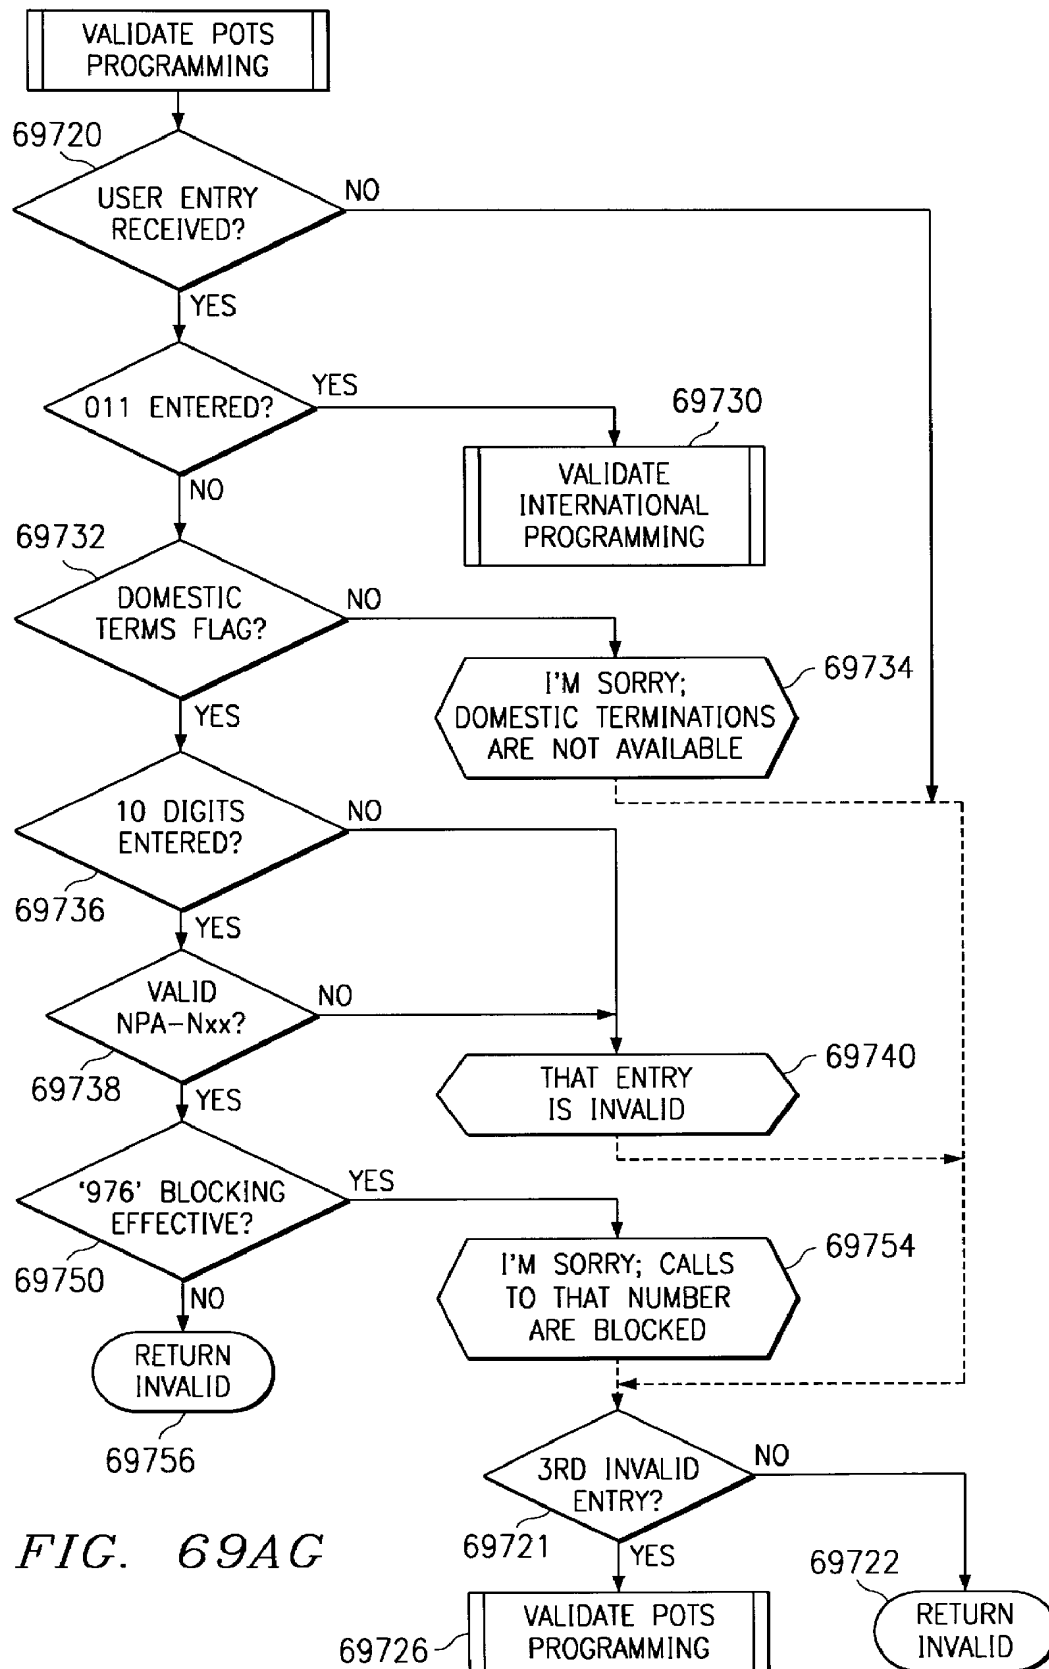 VALIDATE POTS
PROGRAMMING
69720
USER ENTRY
RECEIVED?
NO
YES
011 ENTERED?
YES
NO
69730
VALIDATE
INTERNATIONAL
PROGRAMMING
69732
DOMESTIC
TERMS FLAG?
NO
YES
I'M SORRY;
DOMESTIC TERMINATIONS
ARE NOT AVAILABLE
69734
10 DIGITS
ENTERED?
NO
69736
YES
VALID
NPA-Nxx?
NO
69738
YES
THAT ENTRY
IS INVALID
69740
'976' BLOCKING
EFFECTIVE?
YES
69750
NO
I'M SORRY; CALLS
TO THAT NUMBER
ARE BLOCKED
69754
RETURN
INVALID
69756
3RD INVALID
ENTRY?
NO
69721
YES
69722
RETURN
INVALID
69726
VALIDATE POTS
PROGRAMMING
FIG. 69AG